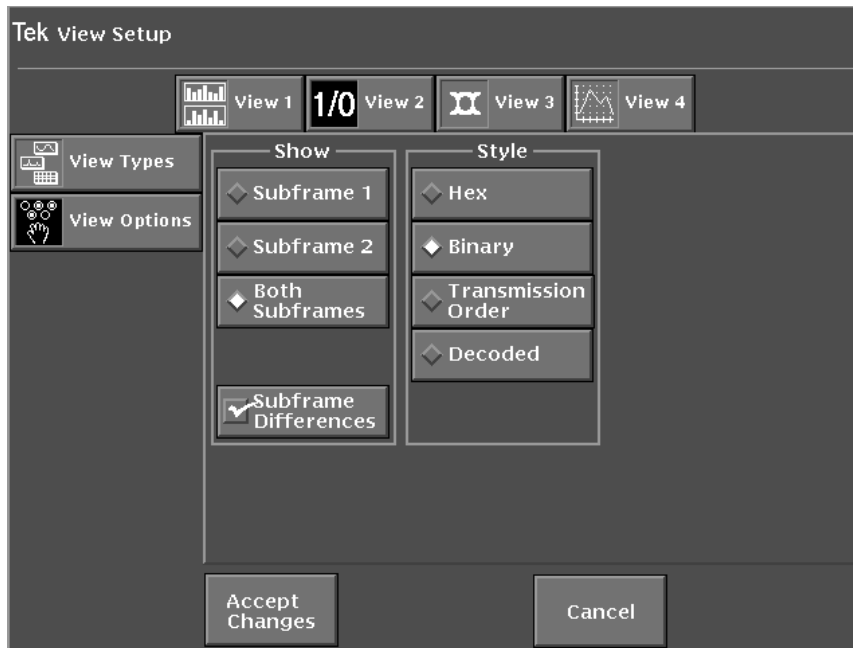 Tek View Setup
View 1
1/0 View 2
View 3
View 4
View Types
View Options
Show
Subframe 1
Subframe 2
Both
Subframes
Subframe
Differences
Style
Hex
Binary
Transmission
Order
Decoded
Accept
Changes
Cancel